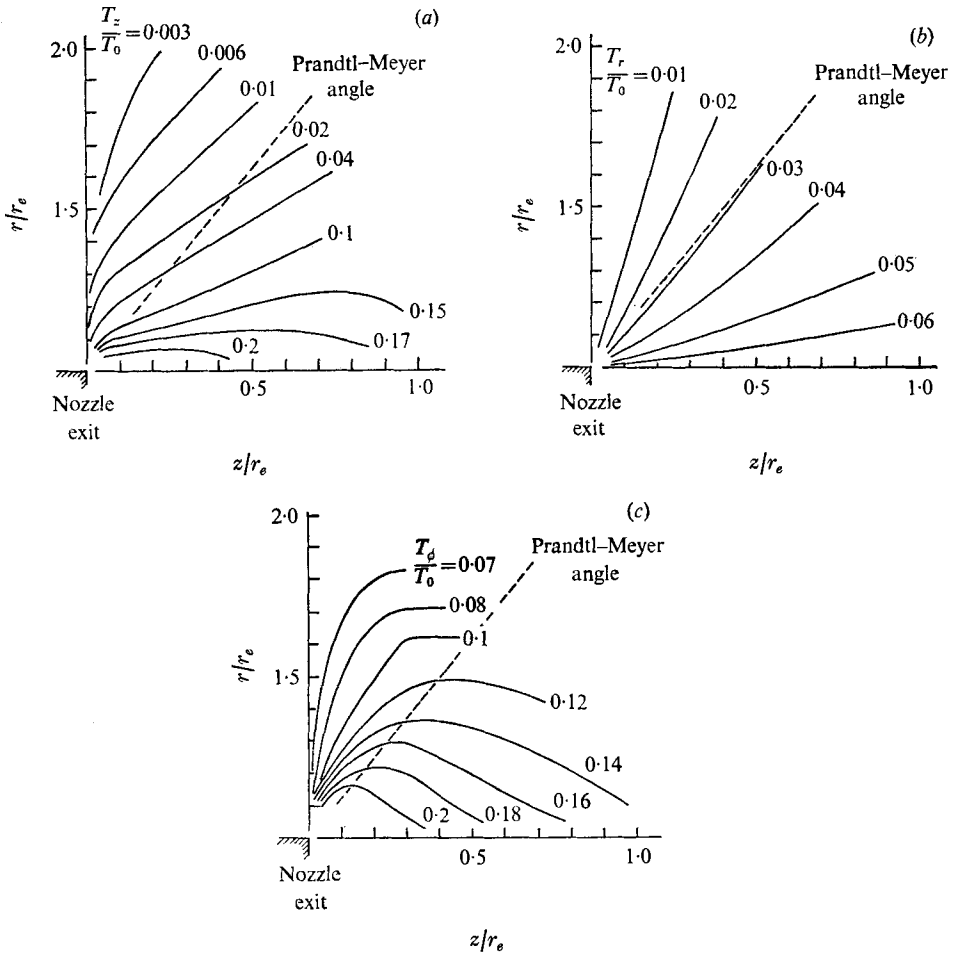 (a)
T_z/T_0 = 0·003
0·006
0·01
0·02
0·04
0·1
0·15
0·17
0·2
Prandtl–Meyer
angle
2·0
1·5
r/r_e
0·5
1·0
Nozzle
exit
z/r_e
(b)
T_r/T_0 = 0·01
0·02
0·03
0·04
0·05
0·06
Prandtl–Meyer
angle
2·0
1·5
r/r_e
0·5
1·0
Nozzle
exit
z/r_e
(c)
T_ϕ/T_0 = 0·07
0·08
0·1
0·12
0·14
0·16
0·18
0·2
Prandtl–Meyer
angle
2·0
1·5
r/r_e
0·5
1·0
Nozzle
exit
z/r_e